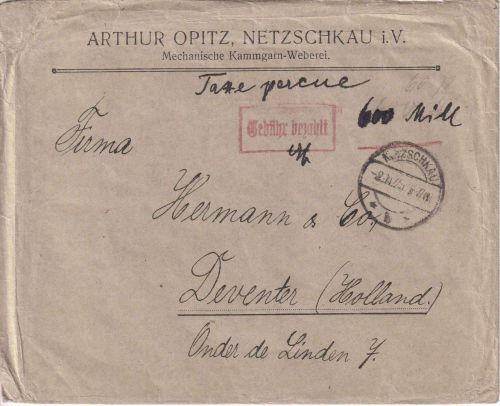 ARTHUR OPITZ, NETZSCHKAU i.V.
Mechanische Kammgarn-Weberei.
Taxe percue
Gebühr bezahlt
600 Mill
Firma
NETZSCHKAU
b
Hermann & Co,
Deventer (Holland.)
Onder de Linden 7.